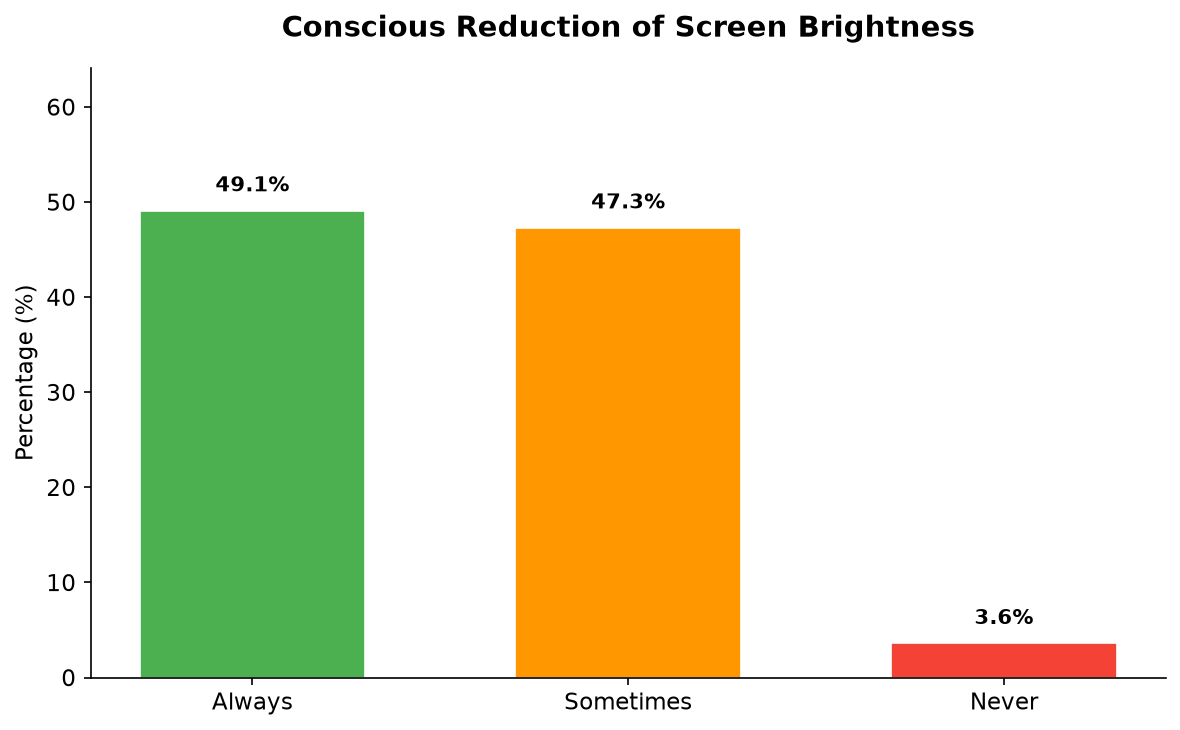 Conscious Reduction of Screen Brightness
Percentage (%)
60
50
40
30
20
10
0
49.1%
47.3%
3.6%
Always
Sometimes
Never